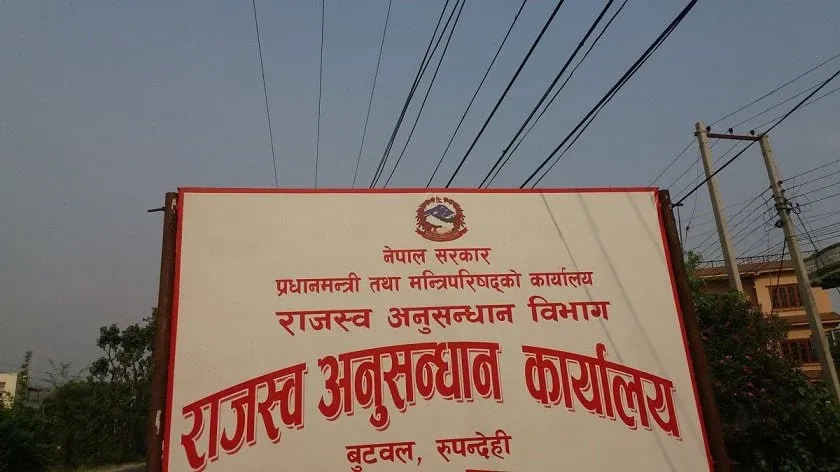 नेपाल सरकार
प्रधानमन्त्री तथा मन्त्रिपरिषद्को कार्यालय
राजस्व अनुसन्धान विभाग
राजस्व अनुसन्धान कार्यालय
बुटवल, रुपन्देही